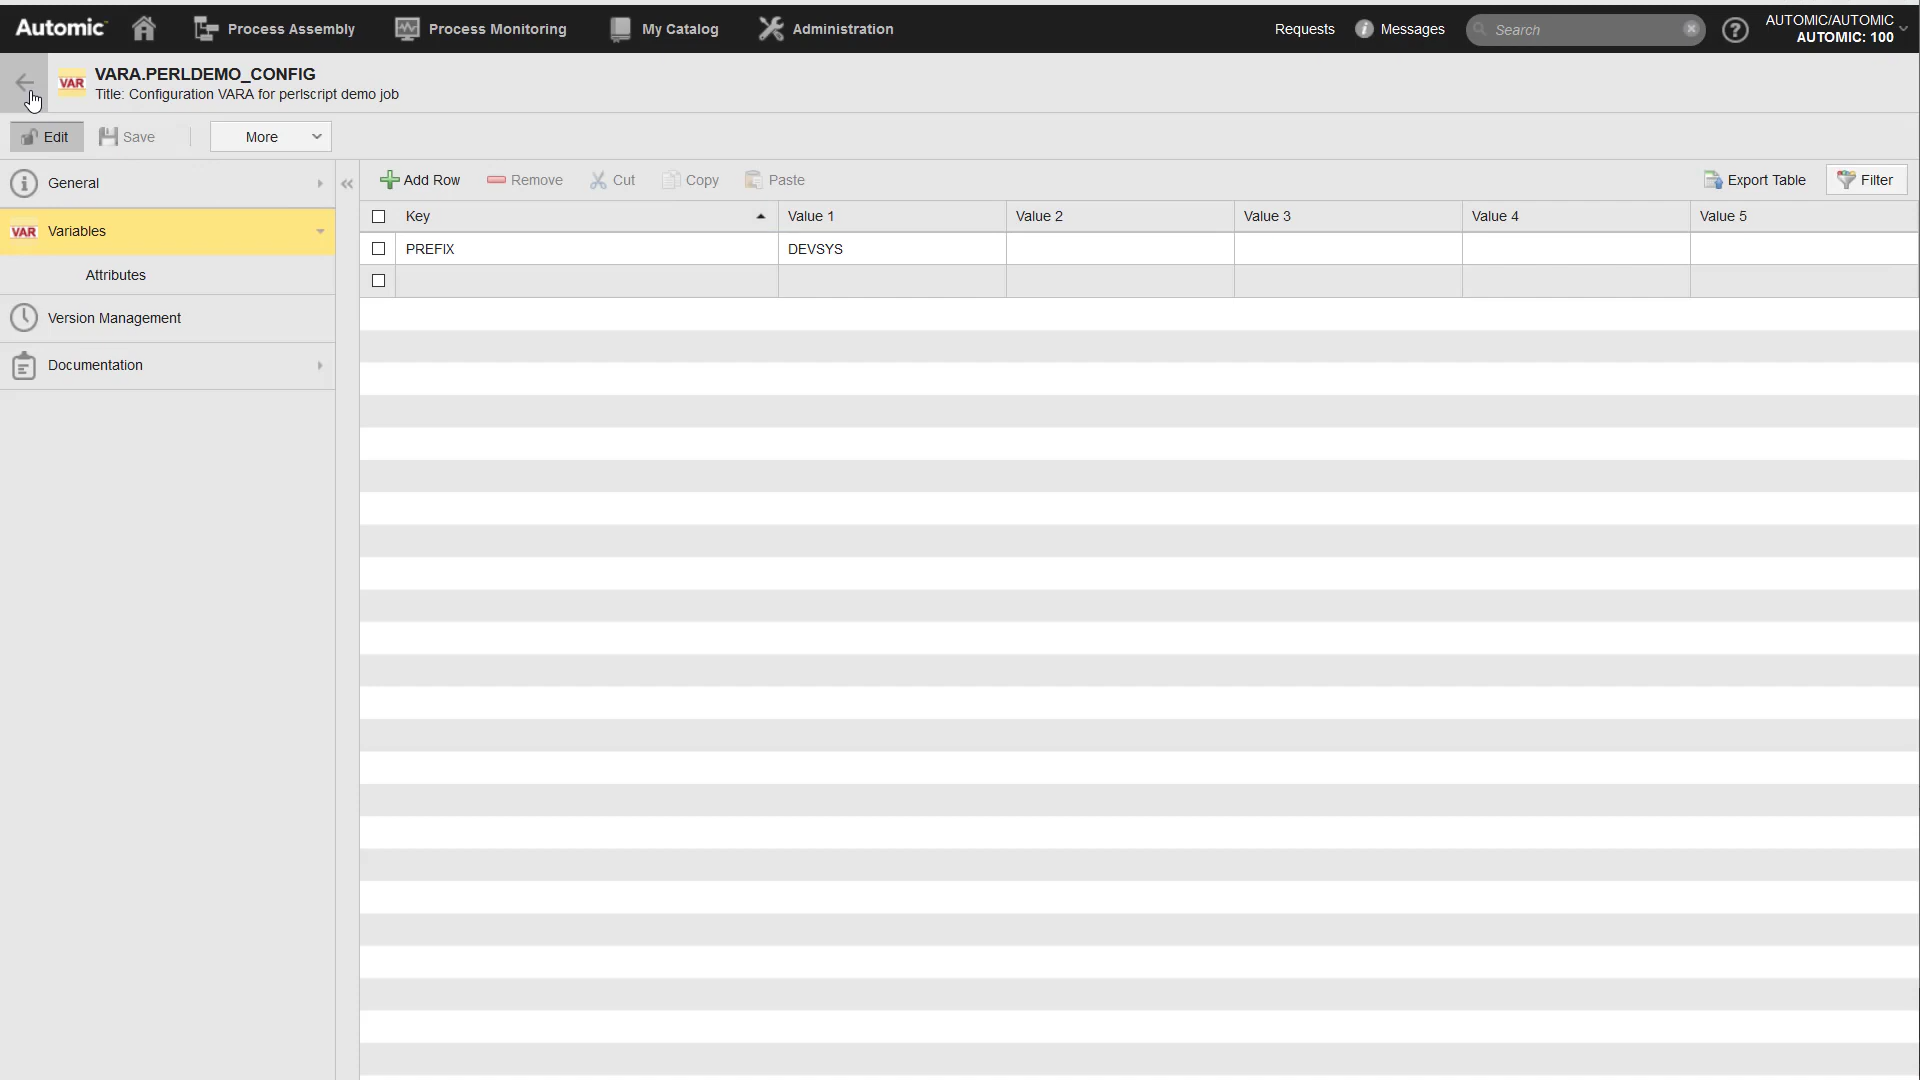 Automic
Process Assembly
Process Monitoring
My Catalog
Administration
Requests
i Messages
Search
?
AUTOMIC/AUTOMIC
AUTOMIC: 100
VAR
VARA.PERLDEMO_CONFIG
Title: Configuration VARA for perlscript demo job
Edit
Save
More
General
VAR Variables
Attributes
Version Management
Documentation
Add Row
Remove
Cut
Copy
Paste
Export Table
Filter
Key Value 1 Value 2 Value 3 Value 4 Value 5
PREFIX DEVSYS